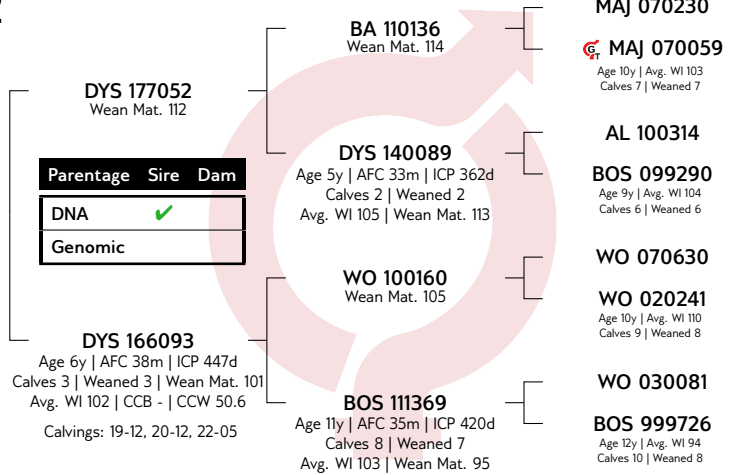 MAJ 070230
BA 110136
Wean Mat. 114
GT MAJ 070059
Age 10y | Avg. WI 103
Calves 7 | Weaned 7
DYS 177052
Wean Mat. 112
AL 100314
DYS 140089
Age 5y | AFC 33m | ICP 362d
Calves 2 | Weaned 2
Avg. WI 105 | Wean Mat. 113
BOS 099290
Age 9y | Avg. WI 104
Calves 6 | Weaned 6
Parentage Sire Dam
DNA ✔
Genomic
WO 070630
WO 100160
Wean Mat. 105
WO 020241
Age 10y | Avg. WI 110
Calves 9 | Weaned 8
DYS 166093
Age 6y | AFC 38m | ICP 447d
Calves 3 | Weaned 3 | Wean Mat. 101
Avg. WI 102 | CCB - | CCW 50.6
Calvings: 19-12, 20-12, 22-05
WO 030081
BOS 111369
Age 11y | AFC 35m | ICP 420d
Calves 8 | Weaned 7
Avg. WI 103 | Wean Mat. 95
BOS 999726
Age 12y | Avg. WI 94
Calves 10 | Weaned 8